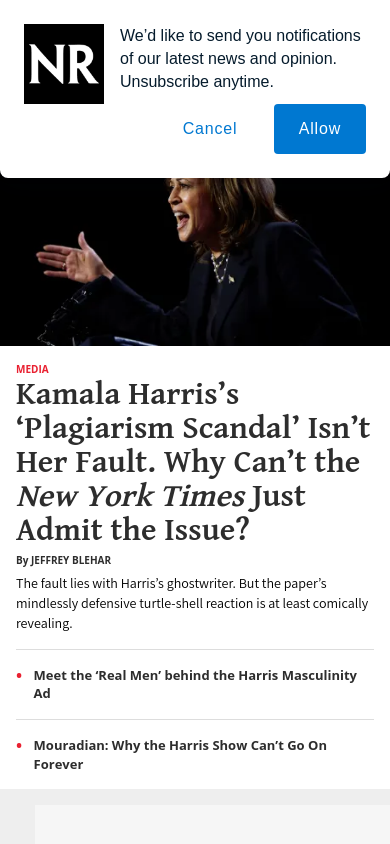 NR
We’d like to send you notifications
of our latest news and opinion.
Unsubscribe anytime.
Cancel
Allow
MEDIA
Kamala Harris’s
‘Plagiarism Scandal’ Isn’t
Her Fault. Why Can’t the
New York Times Just
Admit the Issue?
By JEFFREY BLEHAR
The fault lies with Harris’s ghostwriter. But the paper’s
mindlessly defensive turtle-shell reaction is at least comically
revealing.
• Meet the ‘Real Men’ behind the Harris Masculinity
Ad
• Mouradian: Why the Harris Show Can’t Go On
Forever